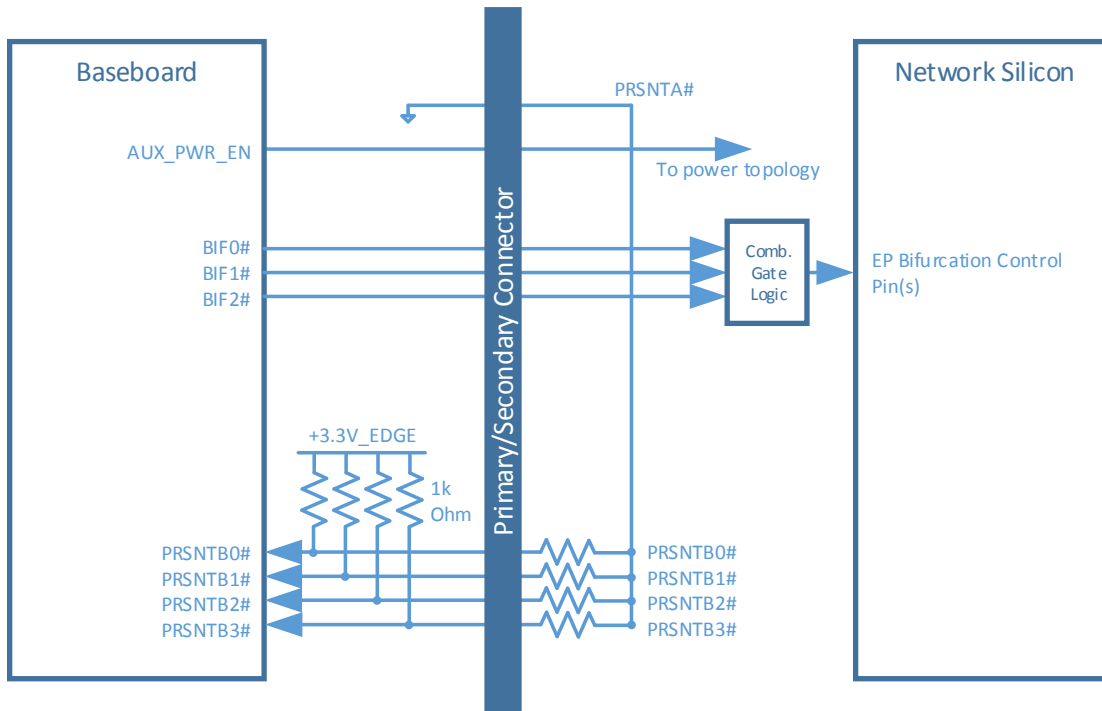 Baseboard
Network Silicon
PRSNTA#
AUX_PWR_EN
To power topology
Primary/Secondary Connector
BIF0#
BIF1#
BIF2#
Comb.
Gate
Logic
EP Bifurcation Control
Pin(s)
+3.3V_EDGE
1k
Ohm
PRSNTB0#
PRSNTB1#
PRSNTB2#
PRSNTB3#
PRSNTB0#
PRSNTB1#
PRSNTB2#
PRSNTB3#